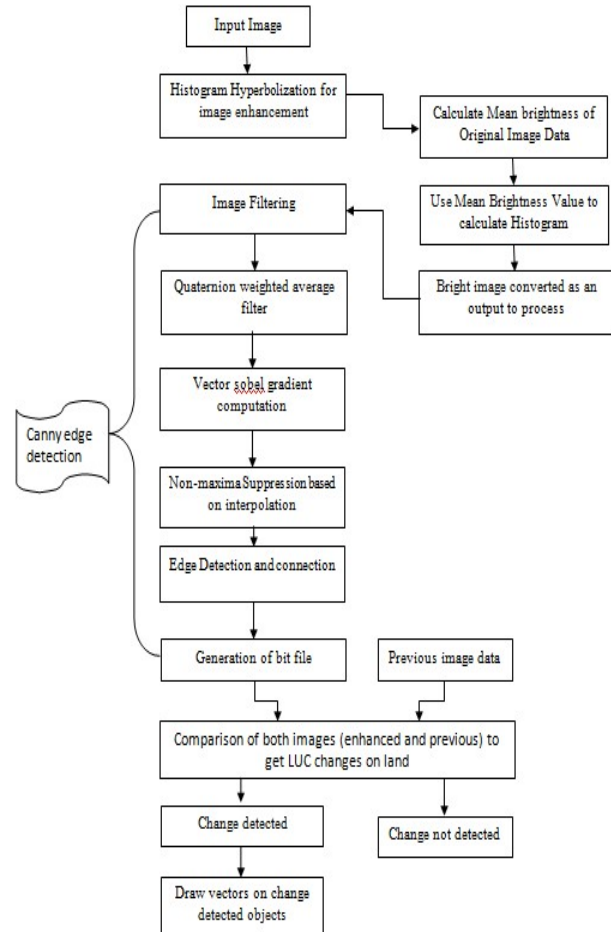 Input Image
Histogram Hyperbolization for
image enhancement
Calculate Mean brightness of
Original Image Data
Use Mean Brightness Value to
calculate Histogram
Bright image converted as an
output to process
Image Filtering
Quaternion weighted average
filter
Vector sobel gradient
computation
Canny edge
detection
Non-maxima Suppression based
on interpolation
Edge Detection and connection
Generation of bit file
Previous image data
Comparison of both images (enhanced and previous) to
get LUC changes on land
Change detected
Change not detected
Draw vectors on change
detected objects